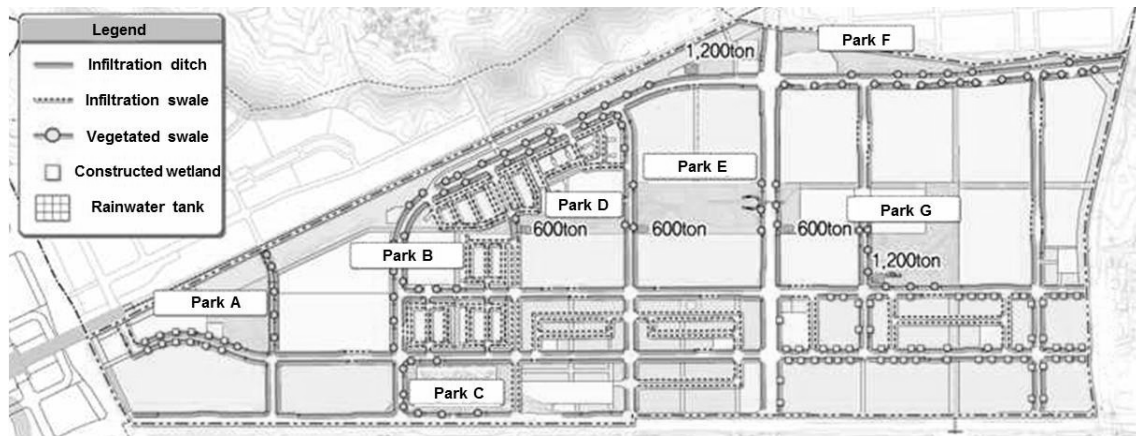 Legend
Infiltration ditch
Infiltration swale
Vegetated swale
Constructed wetland
Rainwater tank
Park F
1,200ton
Park E
Park D
Park G
600ton
600ton
600ton
Park B
1,200ton
Park A
Park C